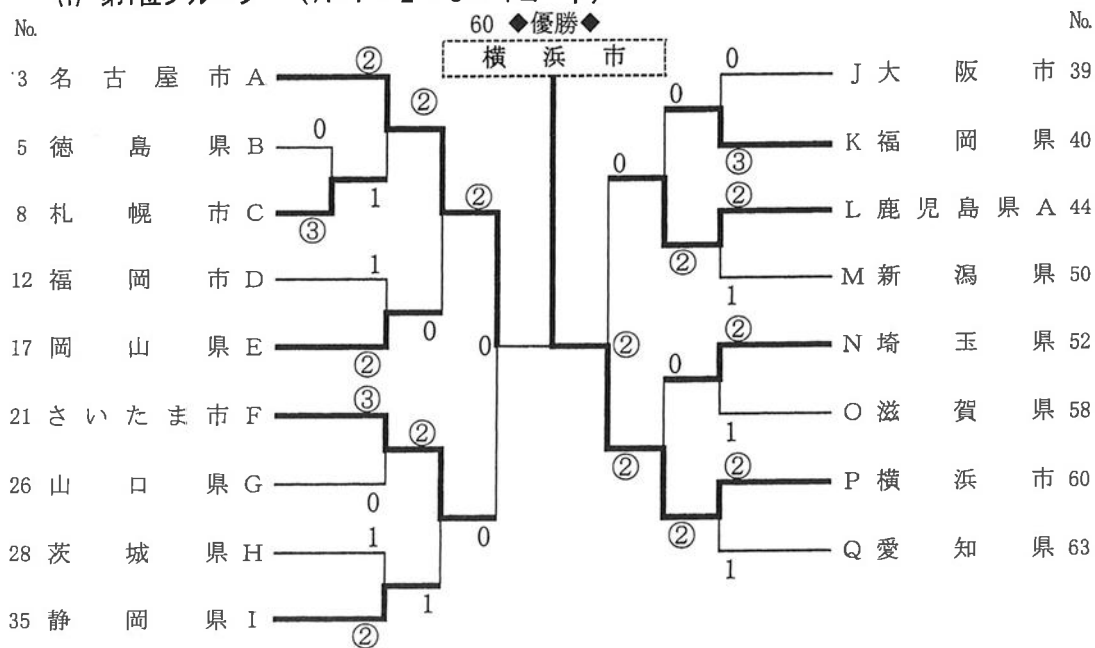 60 ◆優勝◆
No.
No.
横浜市
3 名古屋市 A
5 徳島県 B
8 札幌市 C
12 福岡市 D
17 岡山県 E
21 さいたま市 F
26 山口県 G
28 茨城県 H
35 静岡県 I
J 大阪市 39
K 福岡県 40
L 鹿児島県A 44
M 新潟県 50
N 埼玉県 52
O 滋賀県 58
P 横浜市 60
Q 愛知県 63
②
0
③
1
②
1
②
0
②
③
0
②
1
②
1
0
0
0
②
②
0
0
③
0
②
1
②
0
②
1
0
②
1
②